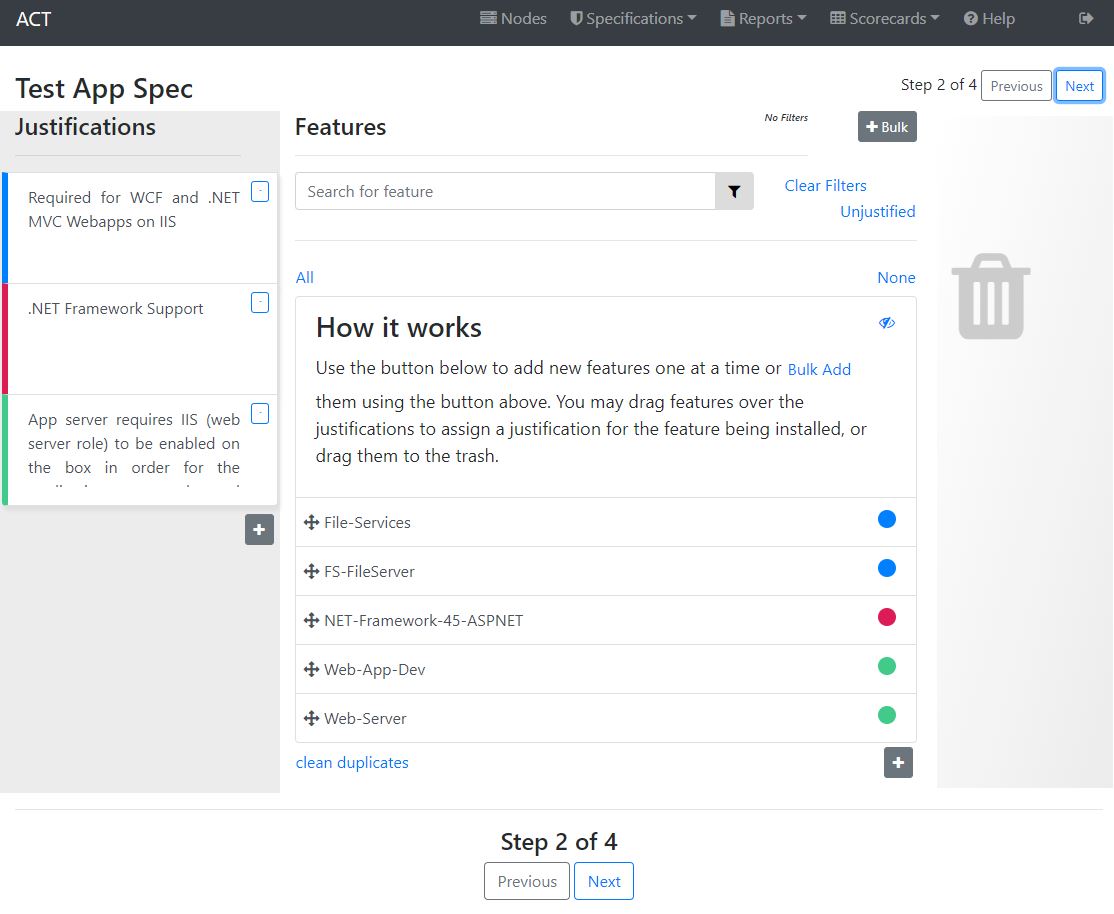 ACT
Nodes
Specifications
Reports
Scorecards
Help
Test App Spec
Step 2 of 4
Previous
Next
Justifications
Required for WCF and .NET
MVC Webapps on IIS
.NET Framework Support
App server requires IIS (web
server role) to be enabled on
the box in order for the
Features
No Filters
+ Bulk
Search for feature
Clear Filters
Unjustified
All
None
How it works
Use the button below to add new features one at a time or Bulk Add
them using the button above. You may drag features over the
justifications to assign a justification for the feature being installed, or
drag them to the trash.
File-Services
FS-FileServer
NET-Framework-45-ASPNET
Web-App-Dev
Web-Server
clean duplicates
Step 2 of 4
Previous
Next